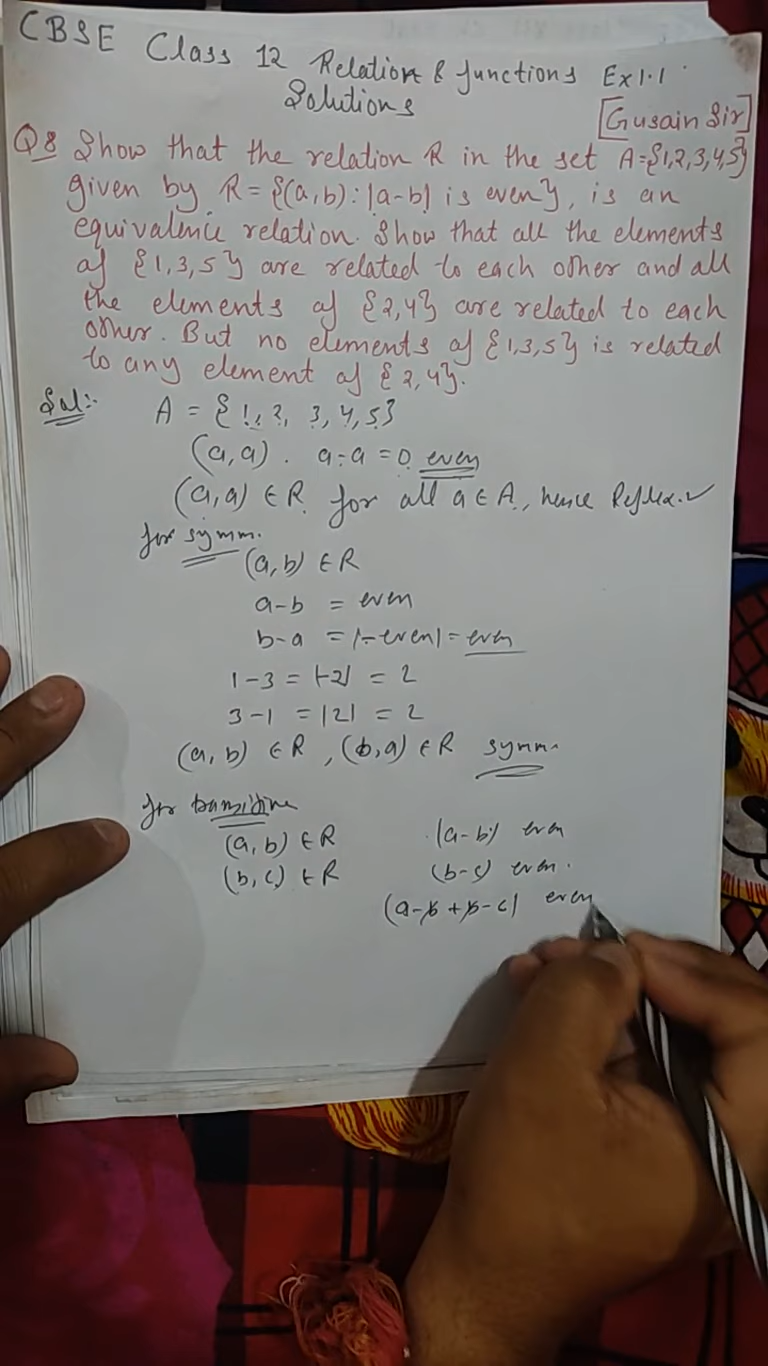 CBSE Class 12 Relation & functions Ex 1.1
Solutions
[Gusain Sir]
Q8 Show that the relation R in the set A={1,2,3,4,5}
given by R = {(a,b) : |a-b| is even}, is an
equivalence relation. Show that all the elements
of {1,3,5} are related to each other and all
the elements of {2,4} are related to each
other. But no elements of {1,3,5} is related
to any element of {2,4}.
Sol:-
A = {1, 2, 3, 4, 5}
(a,a). a-a = 0 even
(a,a) ∈ R for all a ∈ A, hence Reflex. ✓
for symm.
(a,b) ∈ R
a-b = even
b-a = |-even| = even
1-3 = |-2| = 2
3-1 = |2| = 2
(a,b) ∈ R, (b,a) ∈ R symm.
for transitive
(a,b) ∈ R |a-b| even
(b,c) ∈ R (b-c) even.
(a-b+b-c) even